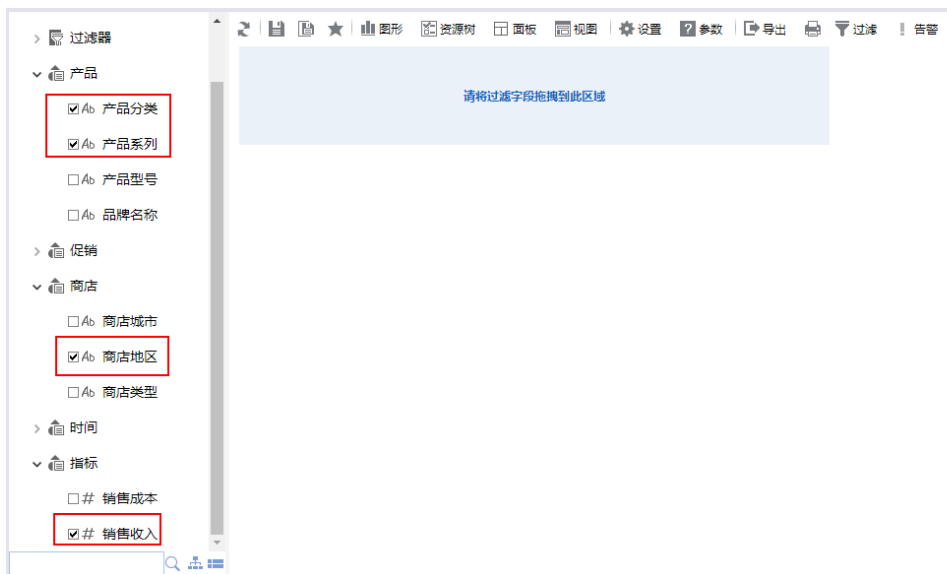 过滤器
产品
Ab 产品分类
Ab 产品系列
Ab 产品型号
Ab 品牌名称
促销
商店
Ab 商店城市
Ab 商店地区
Ab 商店类型
时间
指标
# 销售成本
# 销售收入
图形 资源树 面板 视图 设置 ? 参数 导出 过滤 ! 告警
请将过滤字段拖拽到此区域